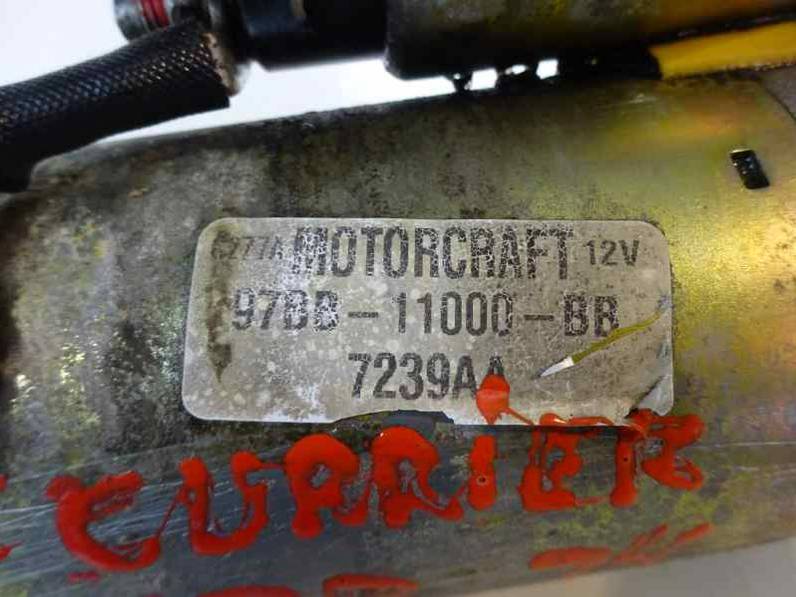 MOTORCRAFT 12V
97BB-11000-BB
7239AA
CURRIER